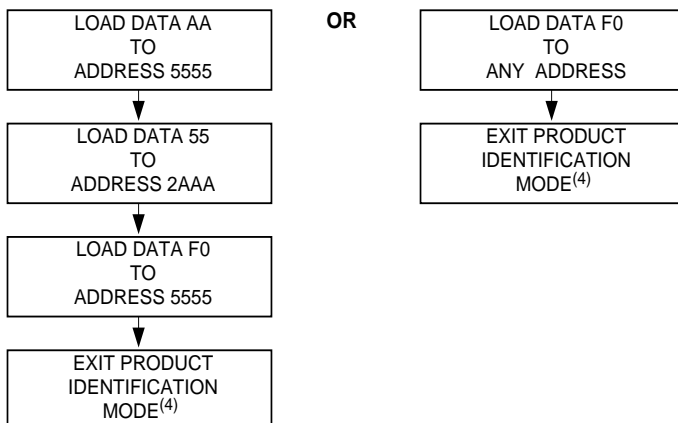 LOAD DATA AA
TO
ADDRESS 5555
LOAD DATA 55
TO
ADDRESS 2AAA
LOAD DATA F0
TO
ADDRESS 5555
EXIT PRODUCT
IDENTIFICATION
MODE(4)
OR
LOAD DATA F0
TO
ANY ADDRESS
EXIT PRODUCT
IDENTIFICATION
MODE(4)